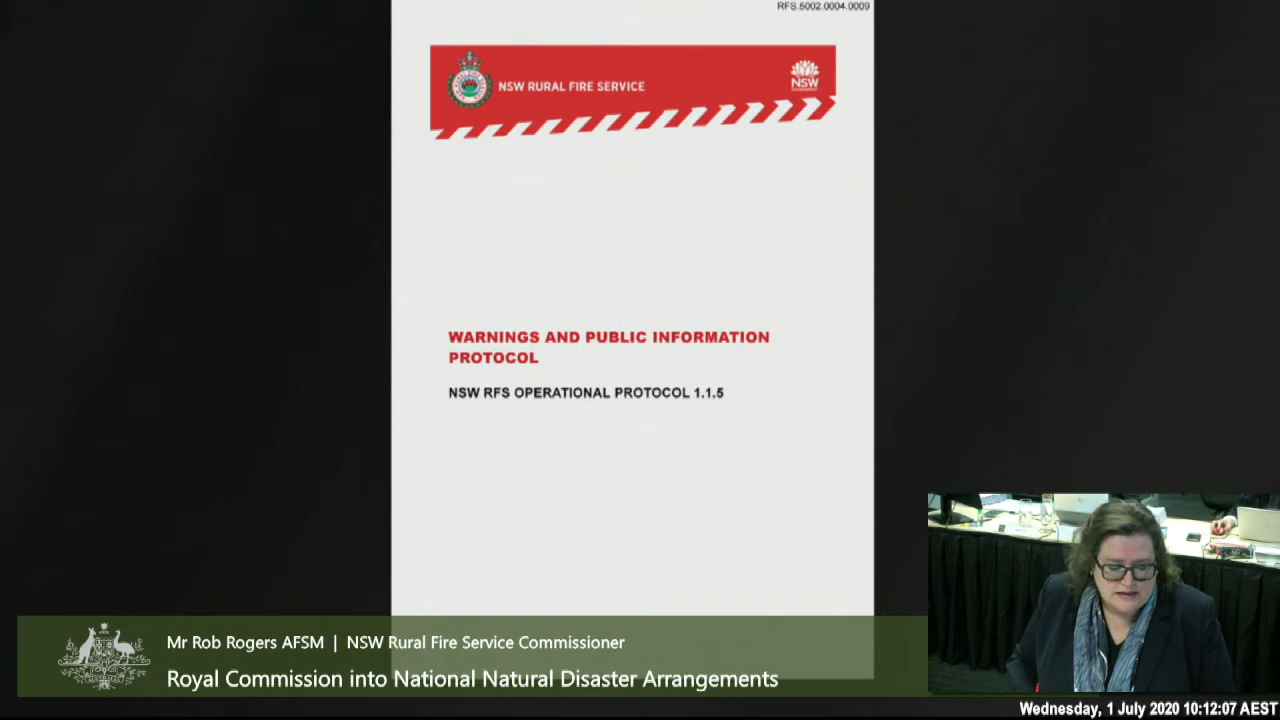 RFS.5002.0004.0009
NSW RURAL FIRE SERVICE
NSW
WARNINGS AND PUBLIC INFORMATION
PROTOCOL
NSW RFS OPERATIONAL PROTOCOL 1.1.5
Mr Rob Rogers AFSM | NSW Rural Fire Service Commissioner
Royal Commission into National Natural Disaster Arrangements
Wednesday, 1 July 2020 10:12:07 AEST